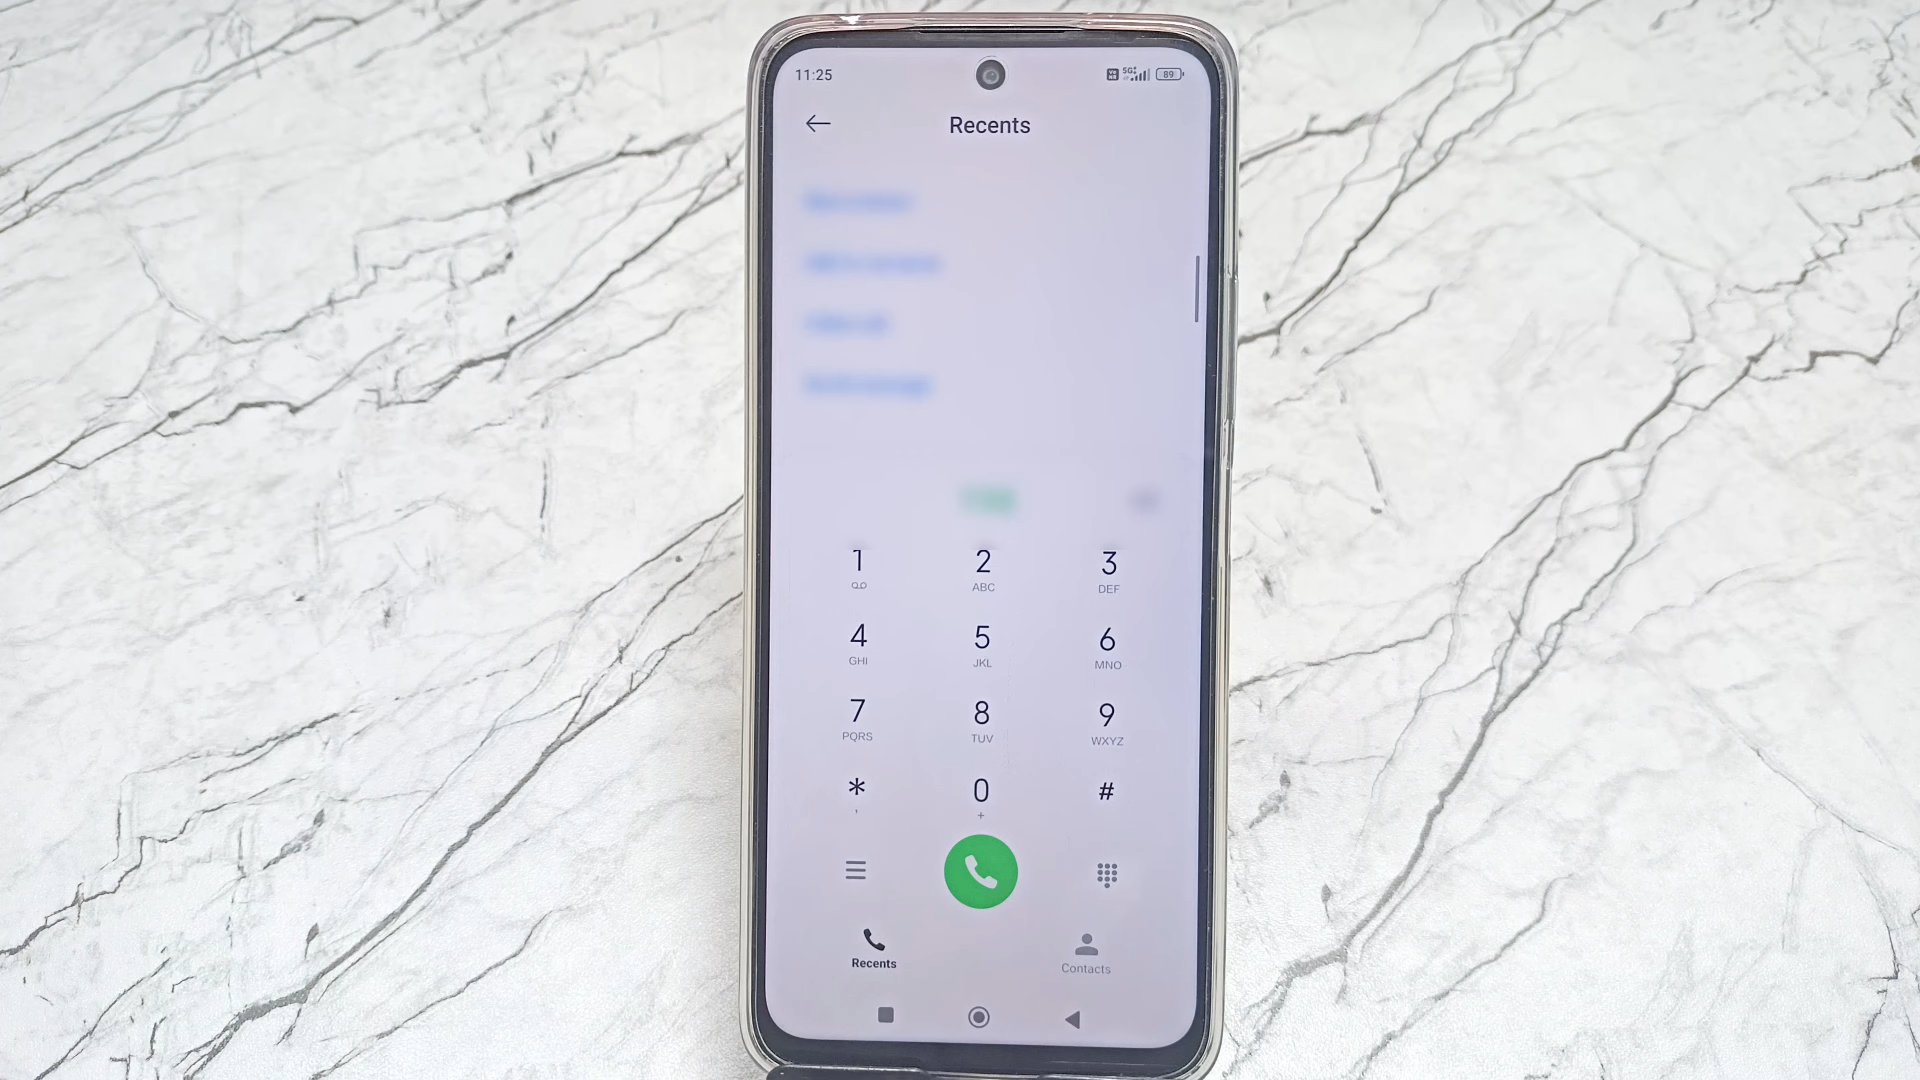 11:25 5G 89
Recents
1 2 3
ABC DEF
4 5 6
GHI JKL MNO
7 8 9
PQRS TUV WXYZ
* 0 #
, +
Recents Contacts